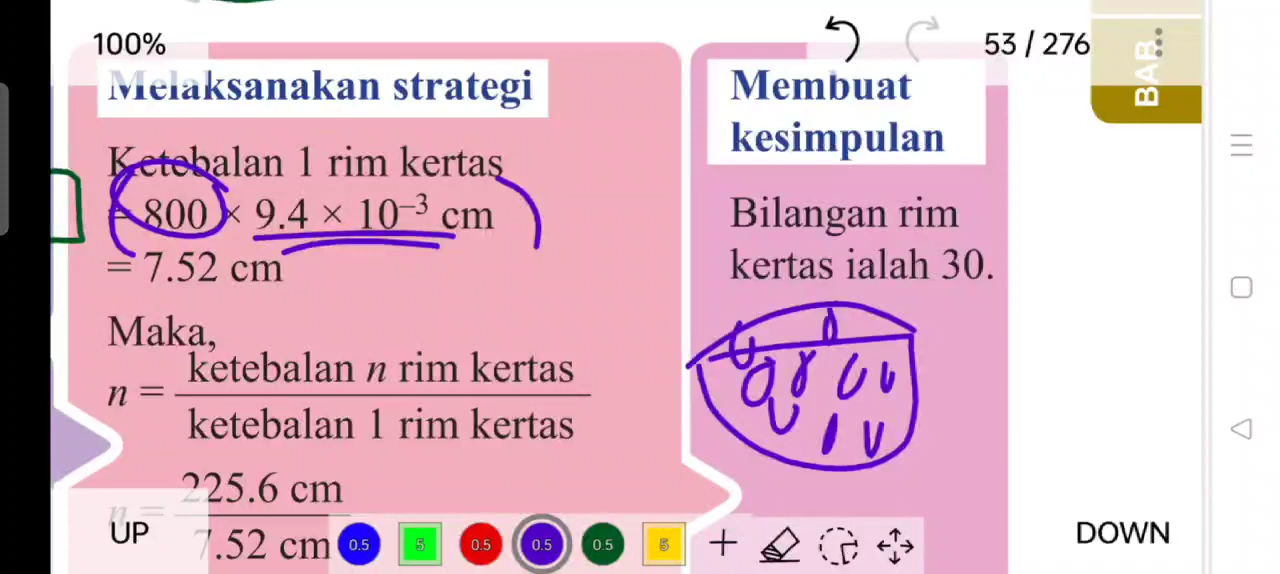 100%
53 / 276
BAB
Melaksanakan strategi
Ketebalan 1 rim kertas
= 800 × 9.4 × 10⁻³ cm
= 7.52 cm
Maka,
n = ketebalan n rim kertas
ketebalan 1 rim kertas
n = 225.6 cm
7.52 cm
Membuat
kesimpulan
Bilangan rim
kertas ialah 30.
UP
0.5 5 0.5 0.5 0.5 5
DOWN